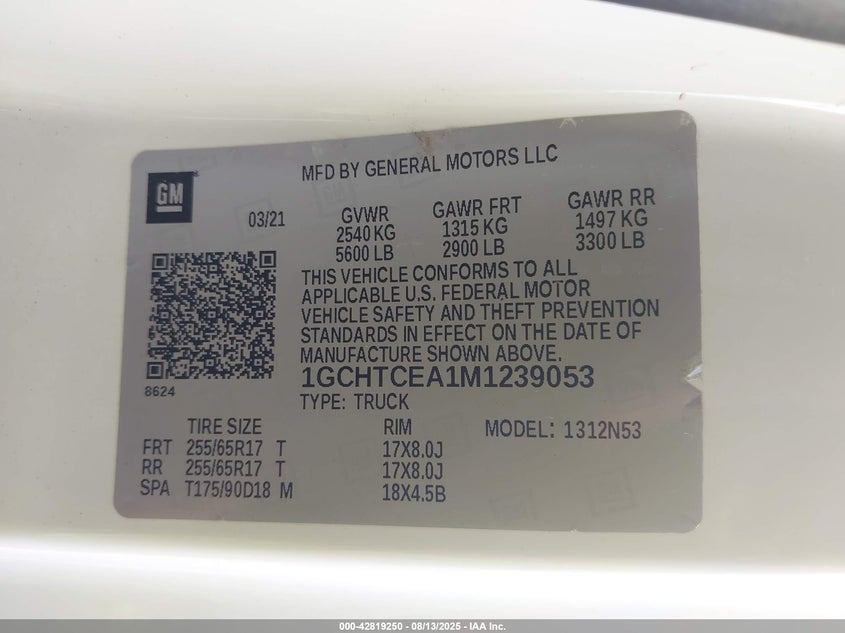 MFD BY GENERAL MOTORS LLC
GM
03/21
GVWR GAWR FRT GAWR RR
2540 KG 1315 KG 1497 KG
5600 LB 2900 LB 3300 LB
THIS VEHICLE CONFORMS TO ALL
APPLICABLE U.S. FEDERAL MOTOR
VEHICLE SAFETY AND THEFT PREVENTION
STANDARDS IN EFFECT ON THE DATE OF
MANUFACTURE SHOWN ABOVE.
1GCHTCEA1M1239053
8624
TYPE: TRUCK
TIRE SIZE RIM MODEL: 1312N53
FRT 255/65R17 T 17X8.0J
RR 255/65R17 T 17X8.0J
SPA T175/90D18 M 18X4.5B
000-42819250 - 08/13/2025 - IAA Inc.